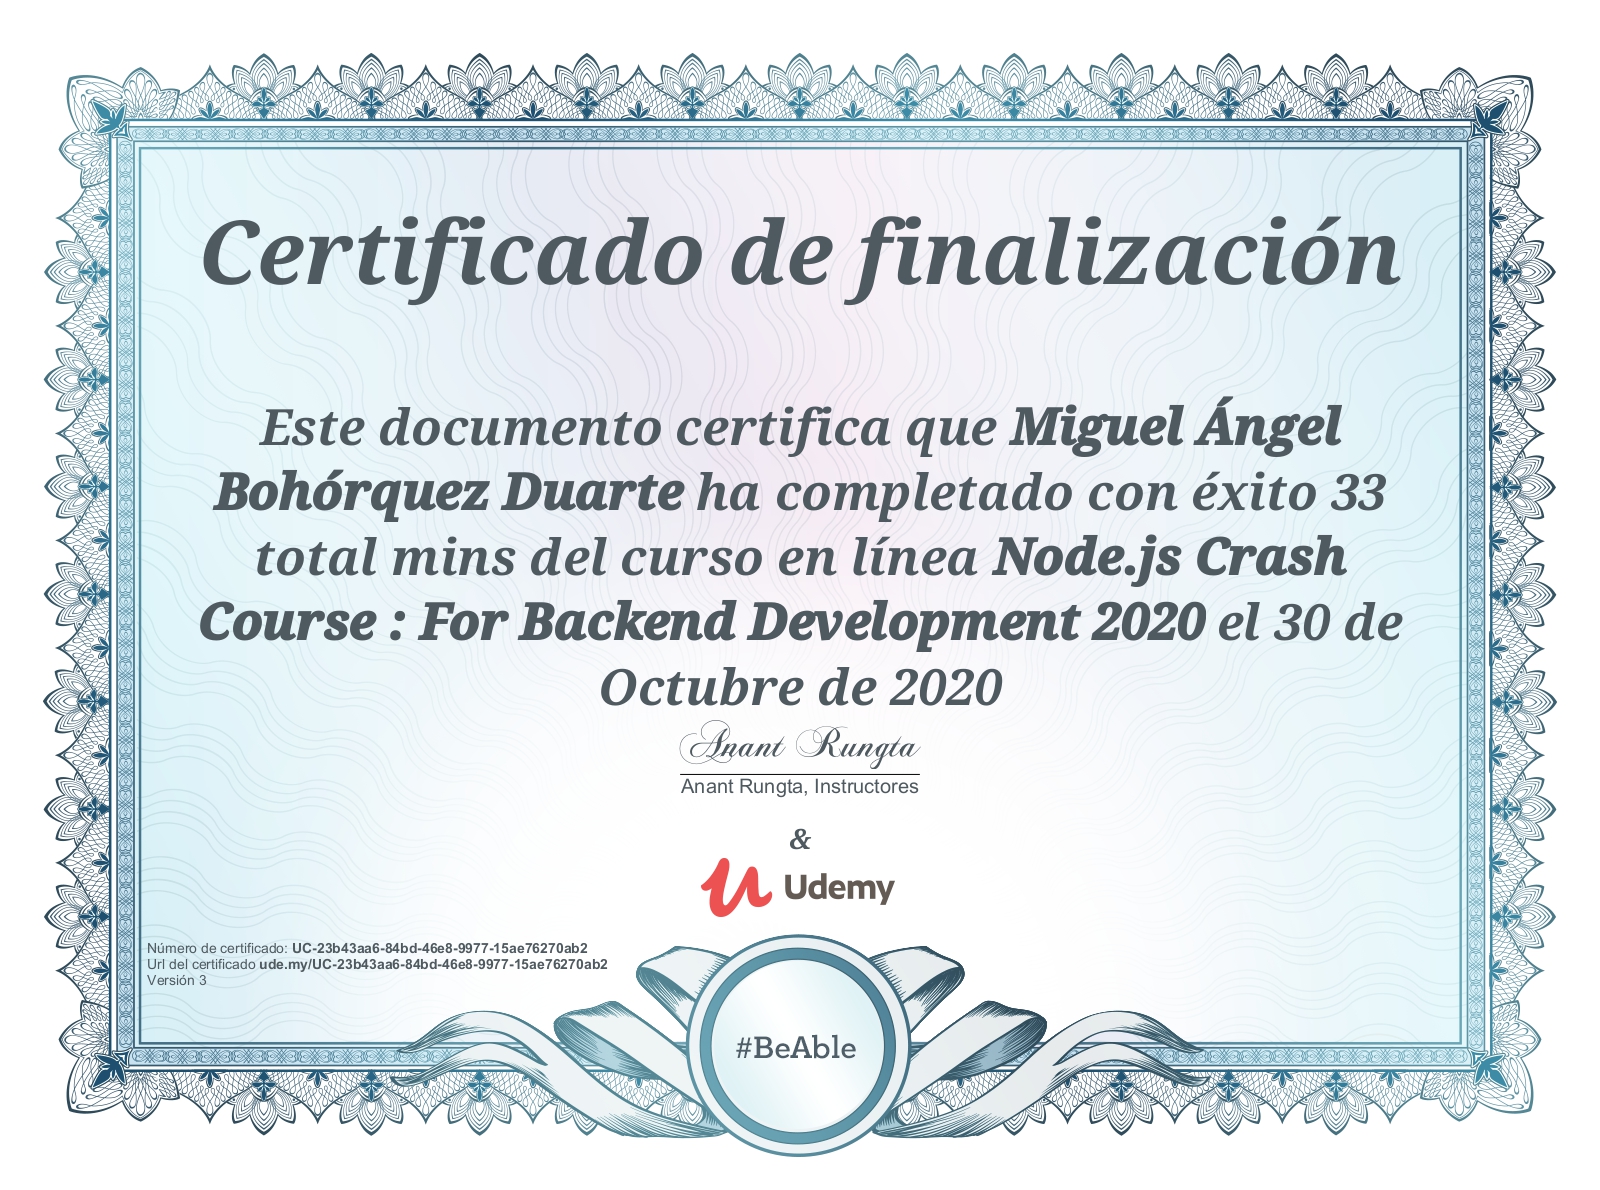 Certificado de finalización
Este documento certifica que Miguel Ángel
Bohórquez Duarte ha completado con éxito 33
total mins del curso en línea Node.js Crash
Course : For Backend Development 2020 el 30 de
Octubre de 2020
Anant Rungta
Anant Rungta, Instructores
&
Udemy
Número de certificado: UC-23b43aa6-84bd-46e8-9977-15ae76270ab2
Url del certificado ude.my/UC-23b43aa6-84bd-46e8-9977-15ae76270ab2
Versión 3
#BeAble